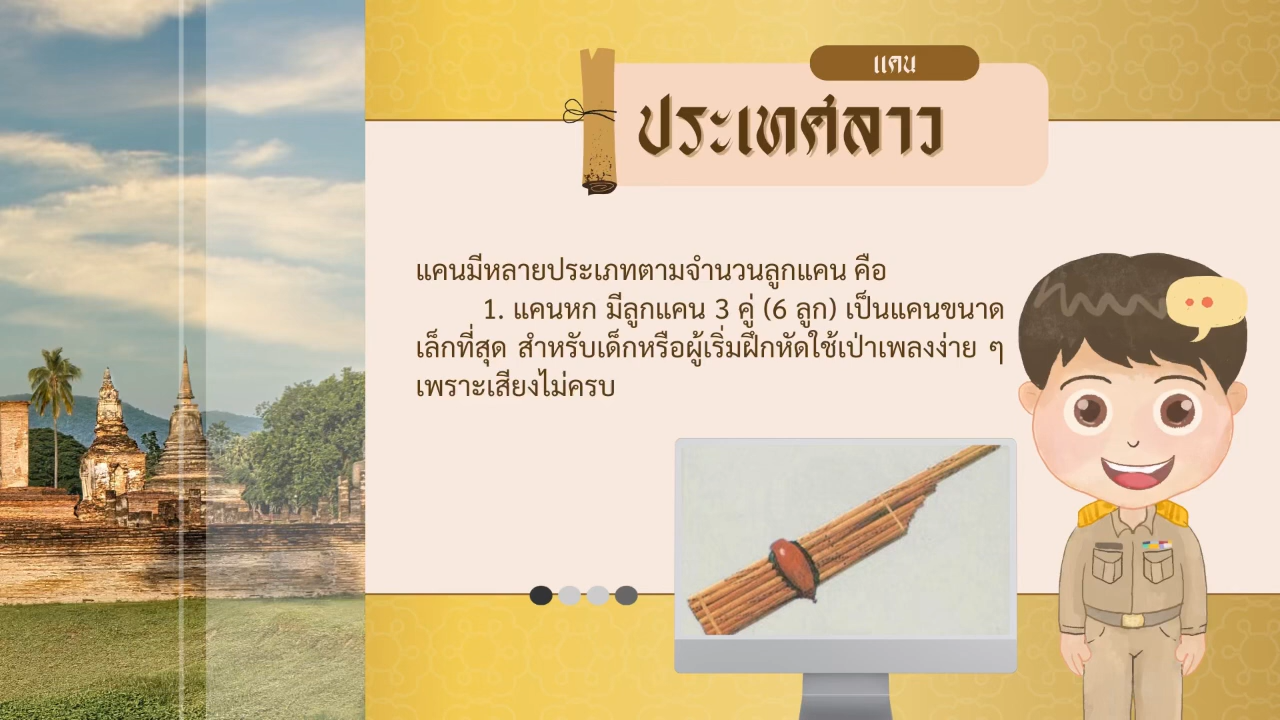 แคน
ประเทศลาว
แคนมีหลายประเภทตามจำนวนลูกแคน คือ
1. แคนหก มีลูกแคน 3 คู่ (6 ลูก) เป็นแคนขนาด
เล็กที่สุด สำหรับเด็กหรือผู้เริ่มฝึกหัดใช้เป่าเพลงง่าย ๆ
เพราะเสียงไม่ครบ